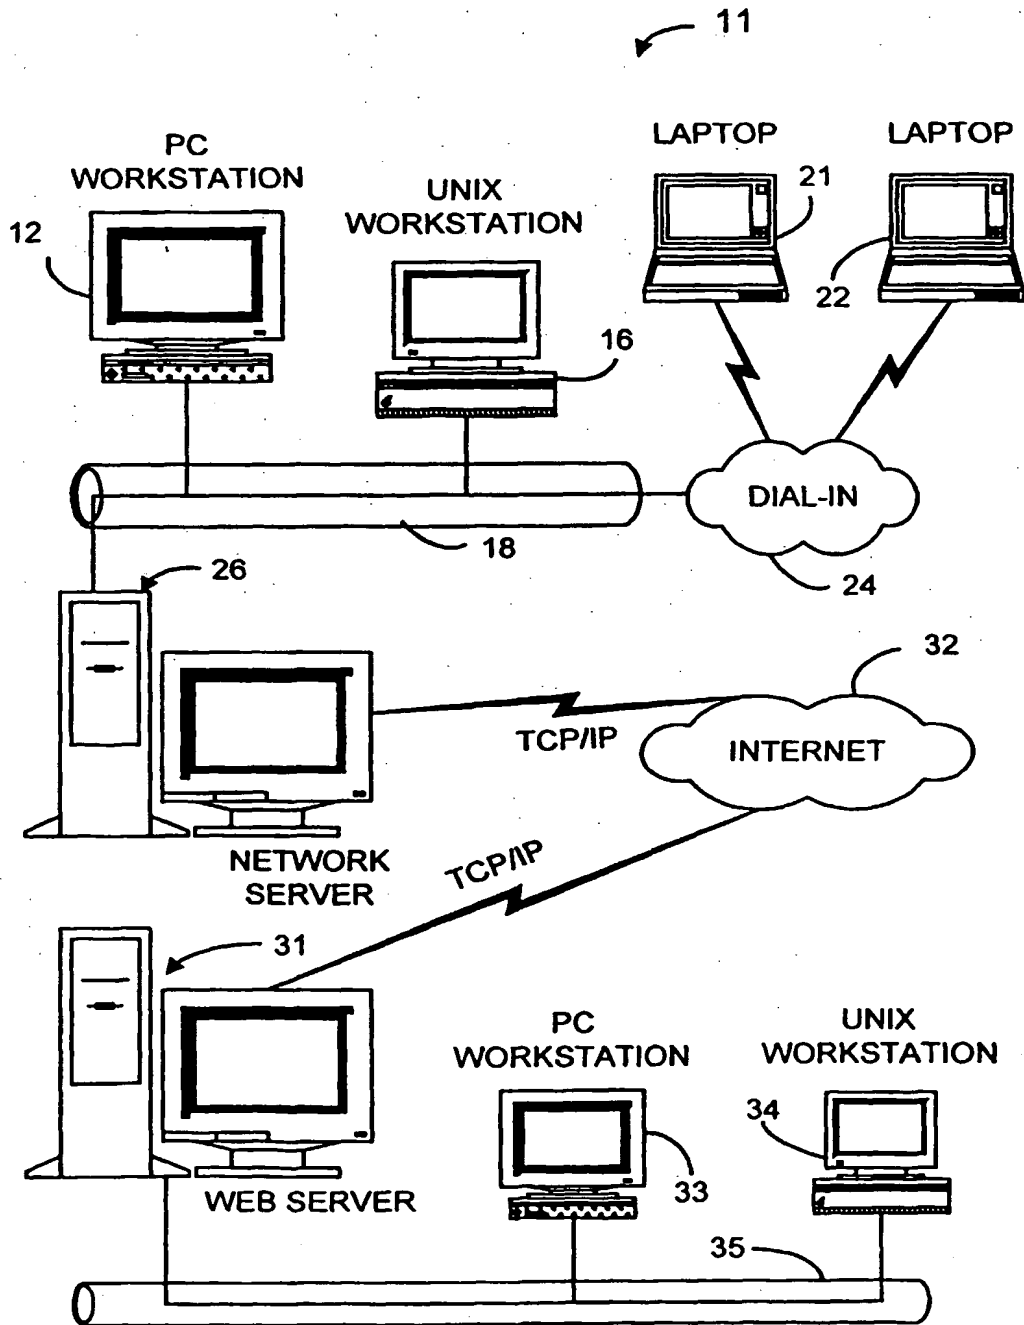 11
PC
WORKSTATION
UNIX
WORKSTATION
LAPTOP
LAPTOP
12
16
21
22
DIAL-IN
18
24
26
32
TCP/IP
INTERNET
NETWORK
SERVER
TCP/IP
31
PC
WORKSTATION
UNIX
WORKSTATION
34
33
WEB SERVER
35